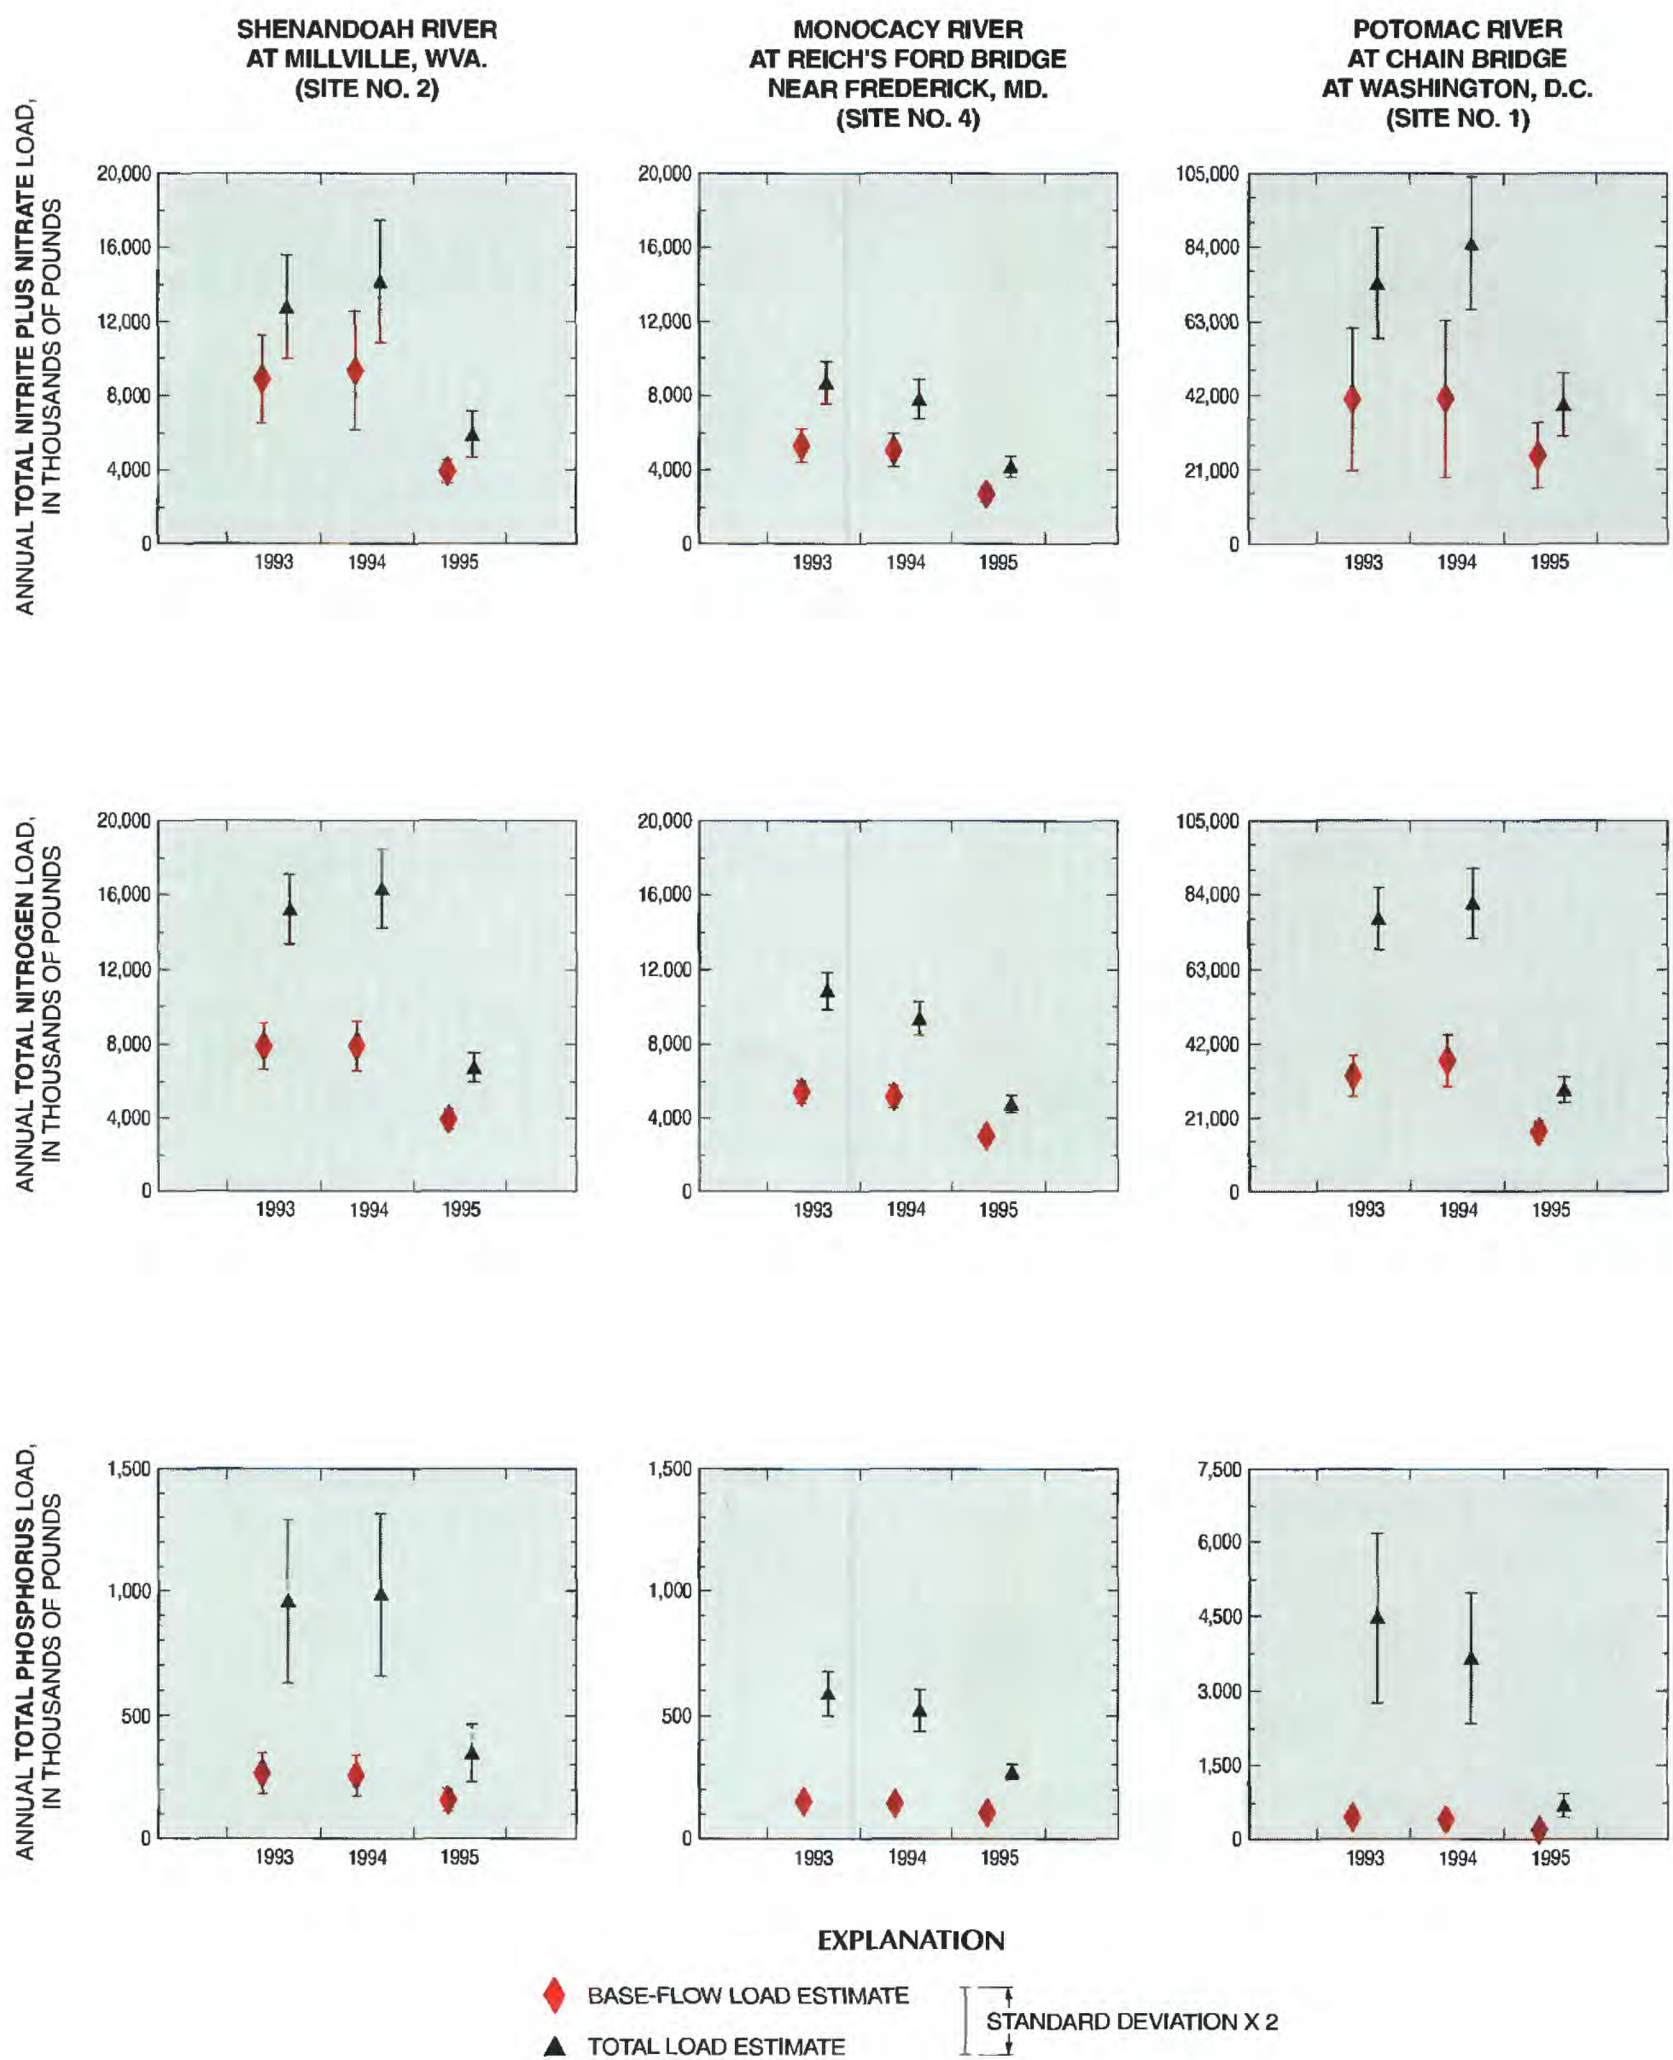 SHENANDOAH RIVER
AT MILLVILLE, WVA.
(SITE NO. 2)
MONOCACY RIVER
AT REICH'S FORD BRIDGE
NEAR FREDERICK, MD.
(SITE NO. 4)
POTOMAC RIVER
AT CHAIN BRIDGE
AT WASHINGTON, D.C.
(SITE NO. 1)
ANNUAL TOTAL NITRITE PLUS NITRATE LOAD,
IN THOUSANDS OF POUNDS
20,000
16,000
12,000
8,000
4,000
0
1993 1994 1995
20,000
16,000
12,000
8,000
4,000
0
1993 1994 1995
105,000
84,000
63,000
42,000
21,000
0
1993 1994 1995
ANNUAL TOTAL NITROGEN LOAD,
IN THOUSANDS OF POUNDS
20,000
16,000
12,000
8,000
4,000
0
1993 1994 1995
20,000
16,000
12,000
8,000
4,000
0
1993 1994 1995
105,000
84,000
63,000
42,000
21,000
0
1993 1994 1995
ANNUAL TOTAL PHOSPHORUS LOAD,
IN THOUSANDS OF POUNDS
1,500
1,000
500
0
1993 1994 1995
1,500
1,000
500
0
1993 1994 1995
7,500
6,000
4,500
3.000
1,500
0
1993 1994 1995
EXPLANATION
BASE-FLOW LOAD ESTIMATE
TOTAL LOAD ESTIMATE
STANDARD DEVIATION X 2